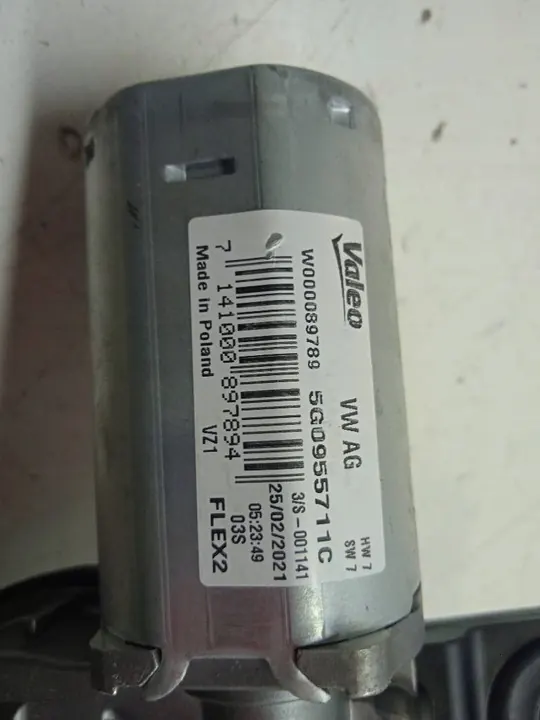 Valeo
VW AG
HW 7
SW 7
W000089789 5G0955711C
3/S-001141
25/02/2021
05:23:49
03S
7 141000 897894
Made in Poland VZ1 FLEX2